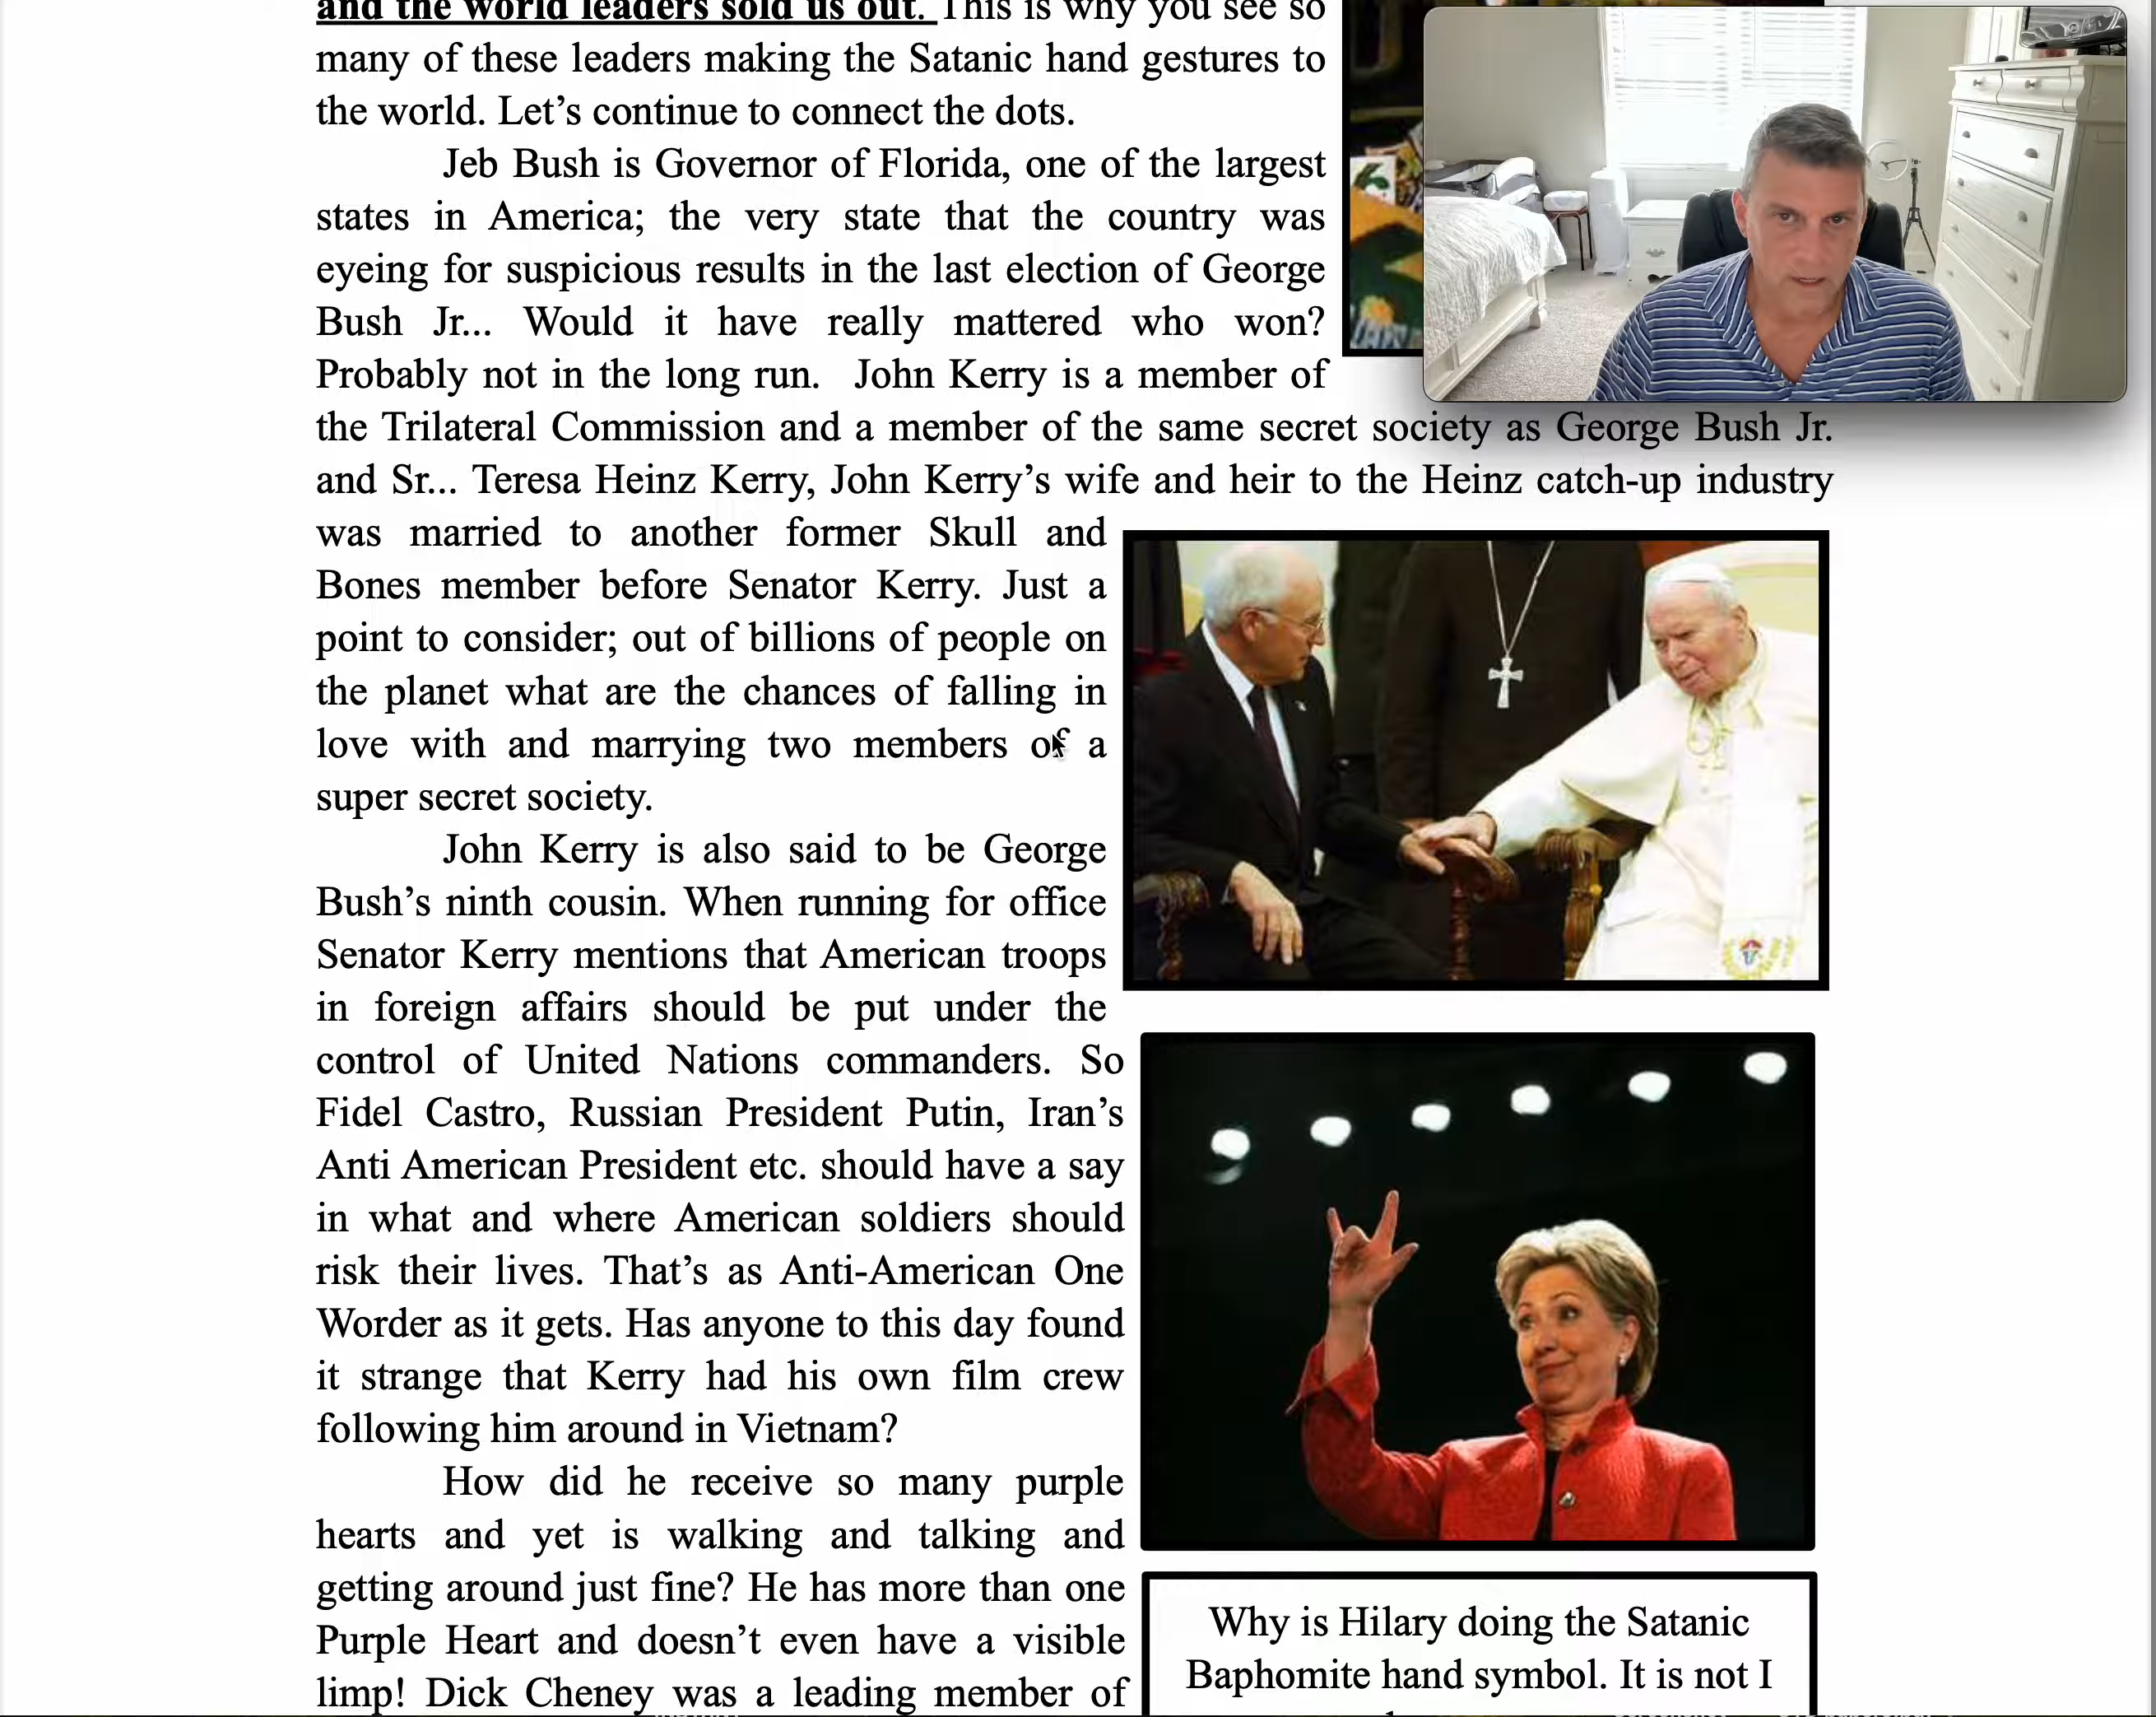 and the world leaders sold us out. This is why you see so
many of these leaders making the Satanic hand gestures to
the world. Let’s continue to connect the dots.
Jeb Bush is Governor of Florida, one of the largest
states in America; the very state that the country was
eyeing for suspicious results in the last election of George
Bush Jr... Would it have really mattered who won?
Probably not in the long run. John Kerry is a member of
the Trilateral Commission and a member of the same secret society as George Bush Jr.
and Sr... Teresa Heinz Kerry, John Kerry’s wife and heir to the Heinz catch-up industry
was married to another former Skull and
Bones member before Senator Kerry. Just a
point to consider; out of billions of people on
the planet what are the chances of falling in
love with and marrying two members of a
super secret society.
John Kerry is also said to be George
Bush’s ninth cousin. When running for office
Senator Kerry mentions that American troops
in foreign affairs should be put under the
control of United Nations commanders. So
Fidel Castro, Russian President Putin, Iran’s
Anti American President etc. should have a say
in what and where American soldiers should
risk their lives. That’s as Anti-American One
Worder as it gets. Has anyone to this day found
it strange that Kerry had his own film crew
following him around in Vietnam?
How did he receive so many purple
hearts and yet is walking and talking and
getting around just fine? He has more than one
Purple Heart and doesn’t even have a visible
limp! Dick Cheney was a leading member of
Why is Hilary doing the Satanic
Baphomite hand symbol. It is not I